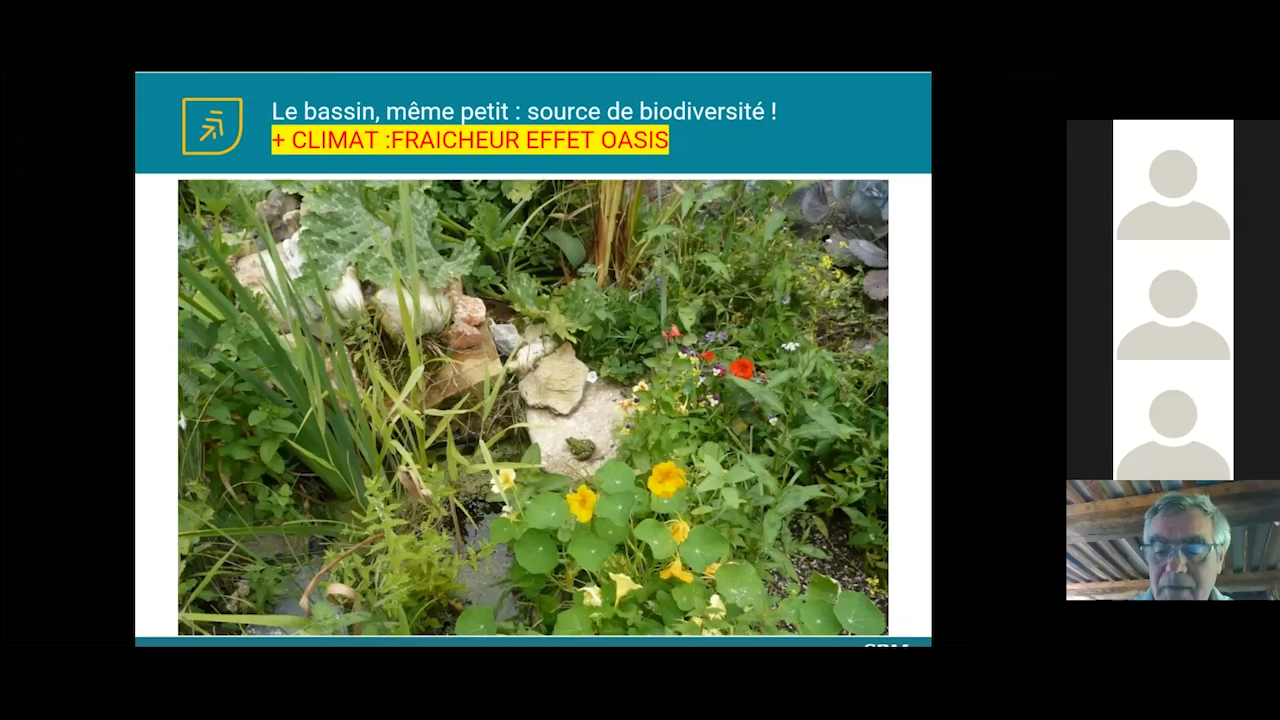 Le bassin, même petit : source de biodiversité !
+ CLIMAT :FRAICHEUR EFFET OASIS